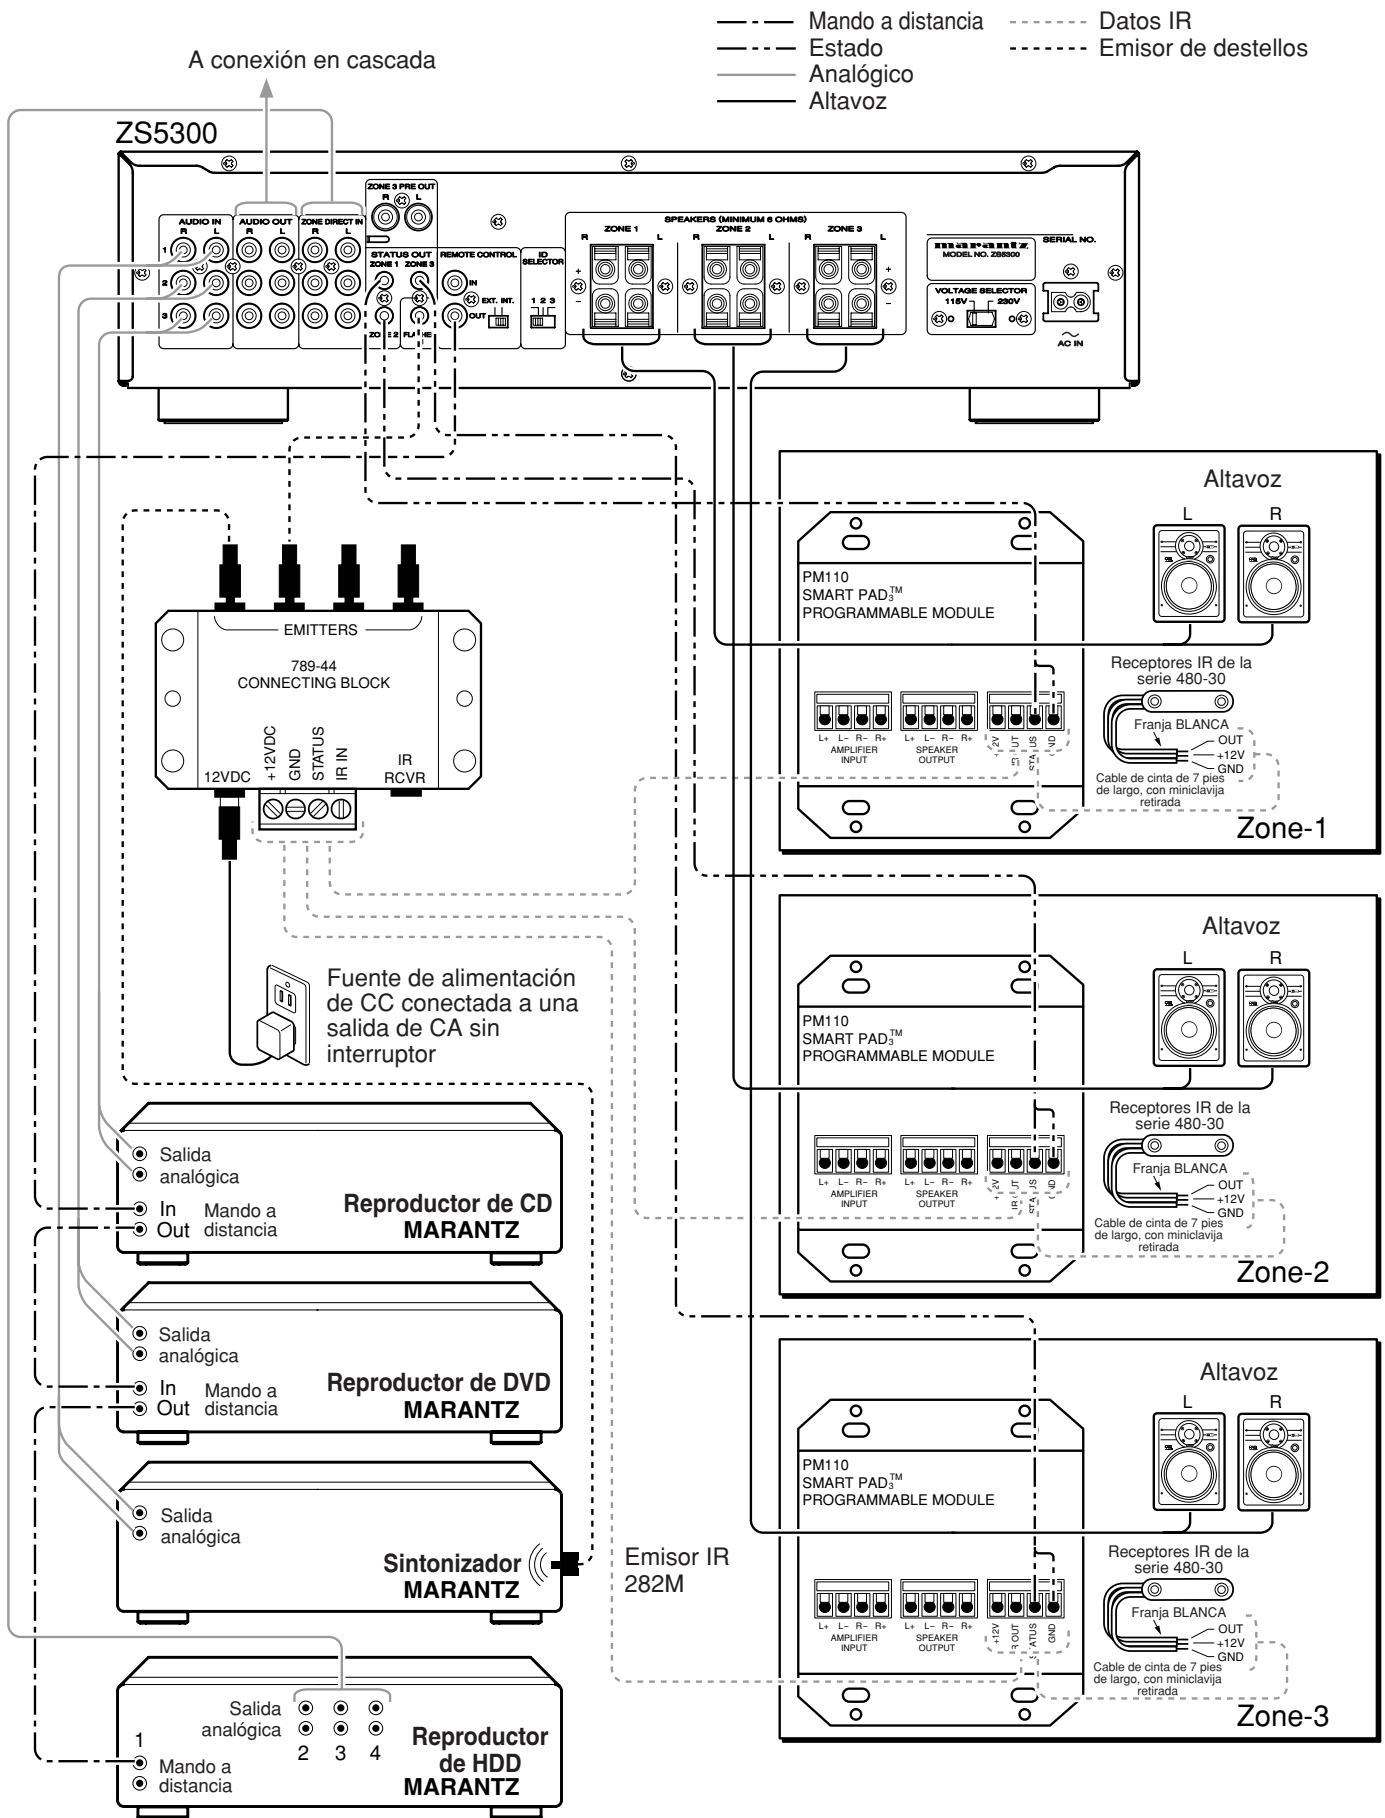 Mando a distancia
Estado
Analógico
Altavoz
Datos IR
Emisor de destellos
A conexión en cascada
ZS5300
ZONE 3 PRE OUT
R L
AUDIO IN
R L
AUDIO OUT
R L
ZONE DIRECT IN
R L
1
2
3
STATUS OUT
ZONE 1 ZONE 3
ZONE 2
REMOTE CONTROL
IN
OUT
EXT. INT.
ID
SELECTOR
1 2 3
SPEAKERS (MINIMUM 6 OHMS)
R ZONE 1 L
R ZONE 2 L
R ZONE 3 L
+
–
+
–
marantz
MODEL NO. ZS5300
SERIAL NO.
VOLTAGE SELECTOR
115V 230V
AC IN
EMITTERS
789-44
CONNECTING BLOCK
12VDC
+12VDC
GND
STATUS
IR IN
IR
RCVR
Fuente de alimentación
de CC conectada a una
salida de CA sin
interruptor
Altavoz
L R
PM110
SMART PAD3™
PROGRAMMABLE MODULE
L+ L– R– R+
AMPLIFIER
INPUT
L+ L– R– R+
SPEAKER
OUTPUT
Receptores IR de la
serie 480-30
Franja BLANCA
OUT
+12V
GND
Cable de cinta de 7 pies
de largo, con miniclavija
retirada
Zone-1
Altavoz
L R
PM110
SMART PAD3™
PROGRAMMABLE MODULE
L+ L– R– R+
AMPLIFIER
INPUT
L+ L– R– R+
SPEAKER
OUTPUT
Receptores IR de la
serie 480-30
Franja BLANCA
OUT
+12V
GND
Cable de cinta de 7 pies
de largo, con miniclavija
retirada
Zone-2
Altavoz
L R
PM110
SMART PAD3™
PROGRAMMABLE MODULE
L+ L– R– R+
AMPLIFIER
INPUT
L+ L– R– R+
SPEAKER
OUTPUT
+12V
GND
Receptores IR de la
serie 480-30
Franja BLANCA
OUT
+12V
GND
Cable de cinta de 7 pies
de largo, con miniclavija
retirada
Zone-3
Salida
analógica
In
Out
Mando a
distancia
Reproductor de CD
MARANTZ
Salida
analógica
In
Out
Mando a
distancia
Reproductor de DVD
MARANTZ
Salida
analógica
Sintonizador
MARANTZ
Emisor IR
282M
Salida
analógica
2 3 4
1
Mando a
distancia
Reproductor
de HDD
MARANTZ